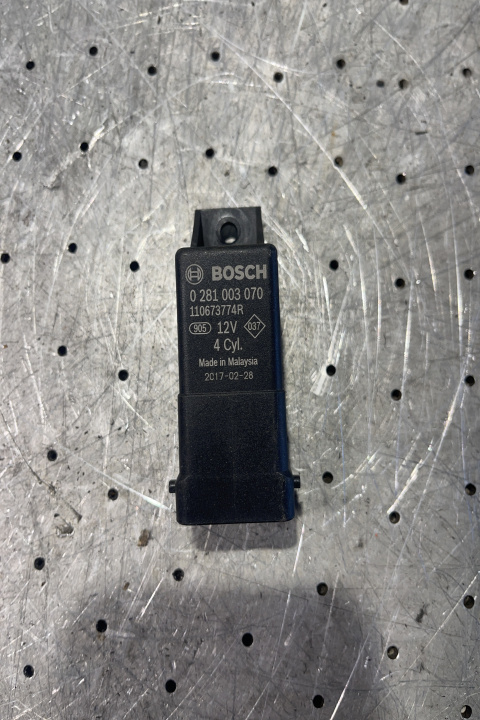 BOSCH
0 281 003 070
110673774R
905 12V 037
4 Cyl.
Made in Malaysia
2017-02-28